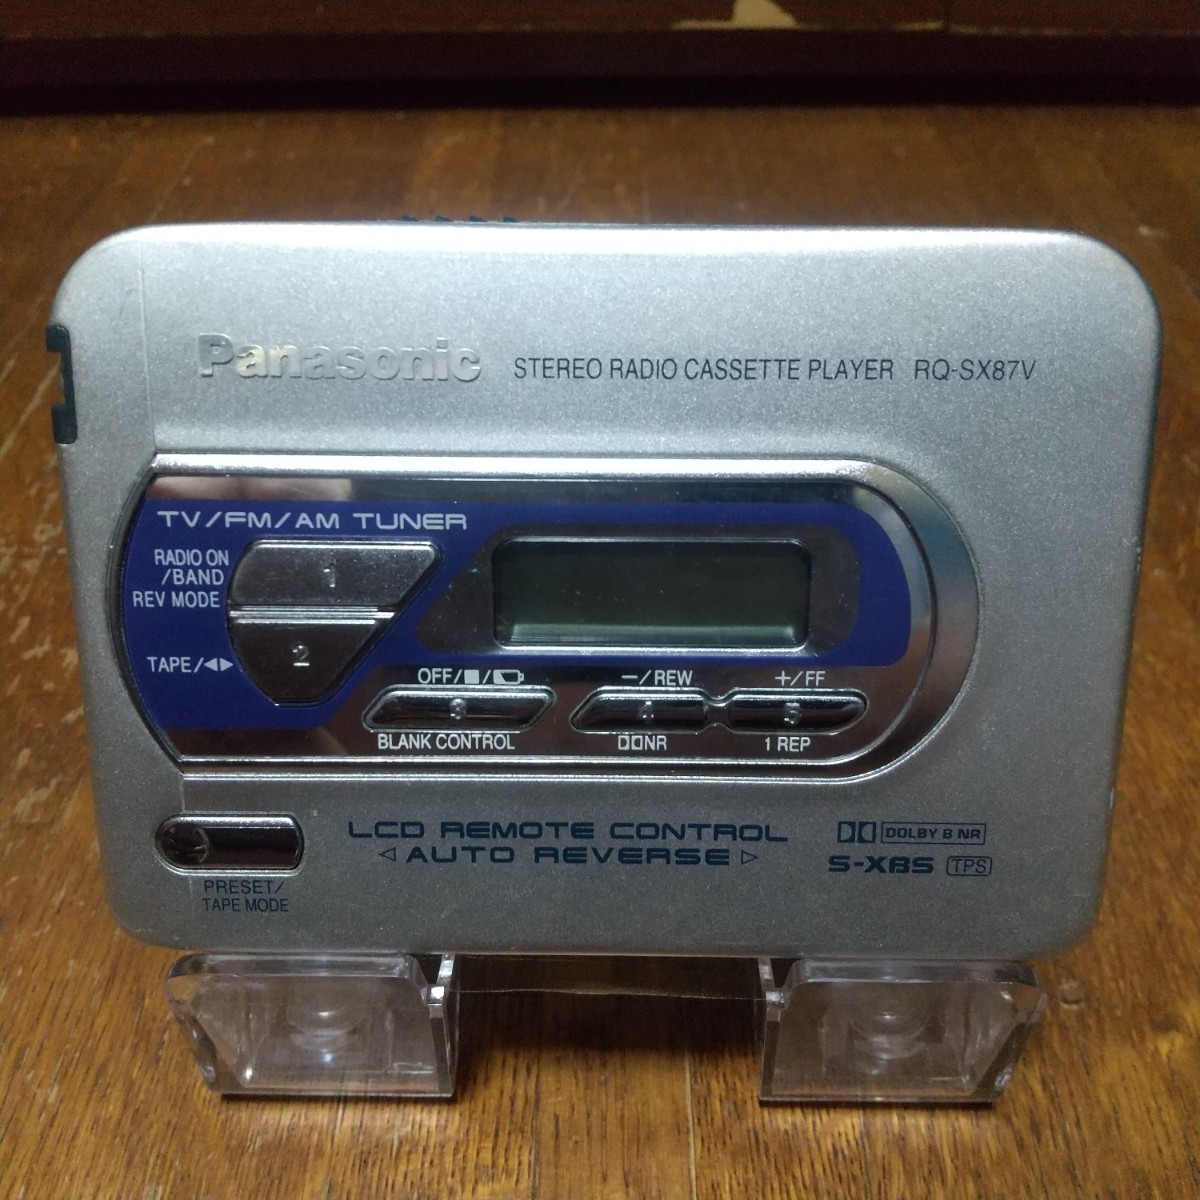 Panasonic STEREO RADIO CASSETTE PLAYER RQ-SX87V
TV/FM/AM TUNER
RADIO ON
/BAND
REV MODE
1
TAPE/◁▶
2
OFF/■/
−/REW
+/FF
3
4
5
BLANK CONTROL
NR
1 REP
LCD REMOTE CONTROL
◁ AUTO REVERSE ▷
DOLBY B NR
S-XBS TPS
PRESET/
TAPE MODE